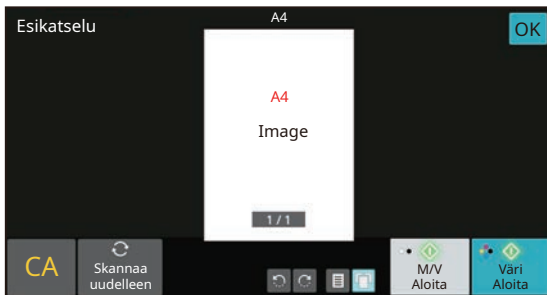 Esikatselu
A4
OK
A4
Image
1 / 1
CA
Skannaa
uudelleen
M/V
Aloita
Väri
Aloita